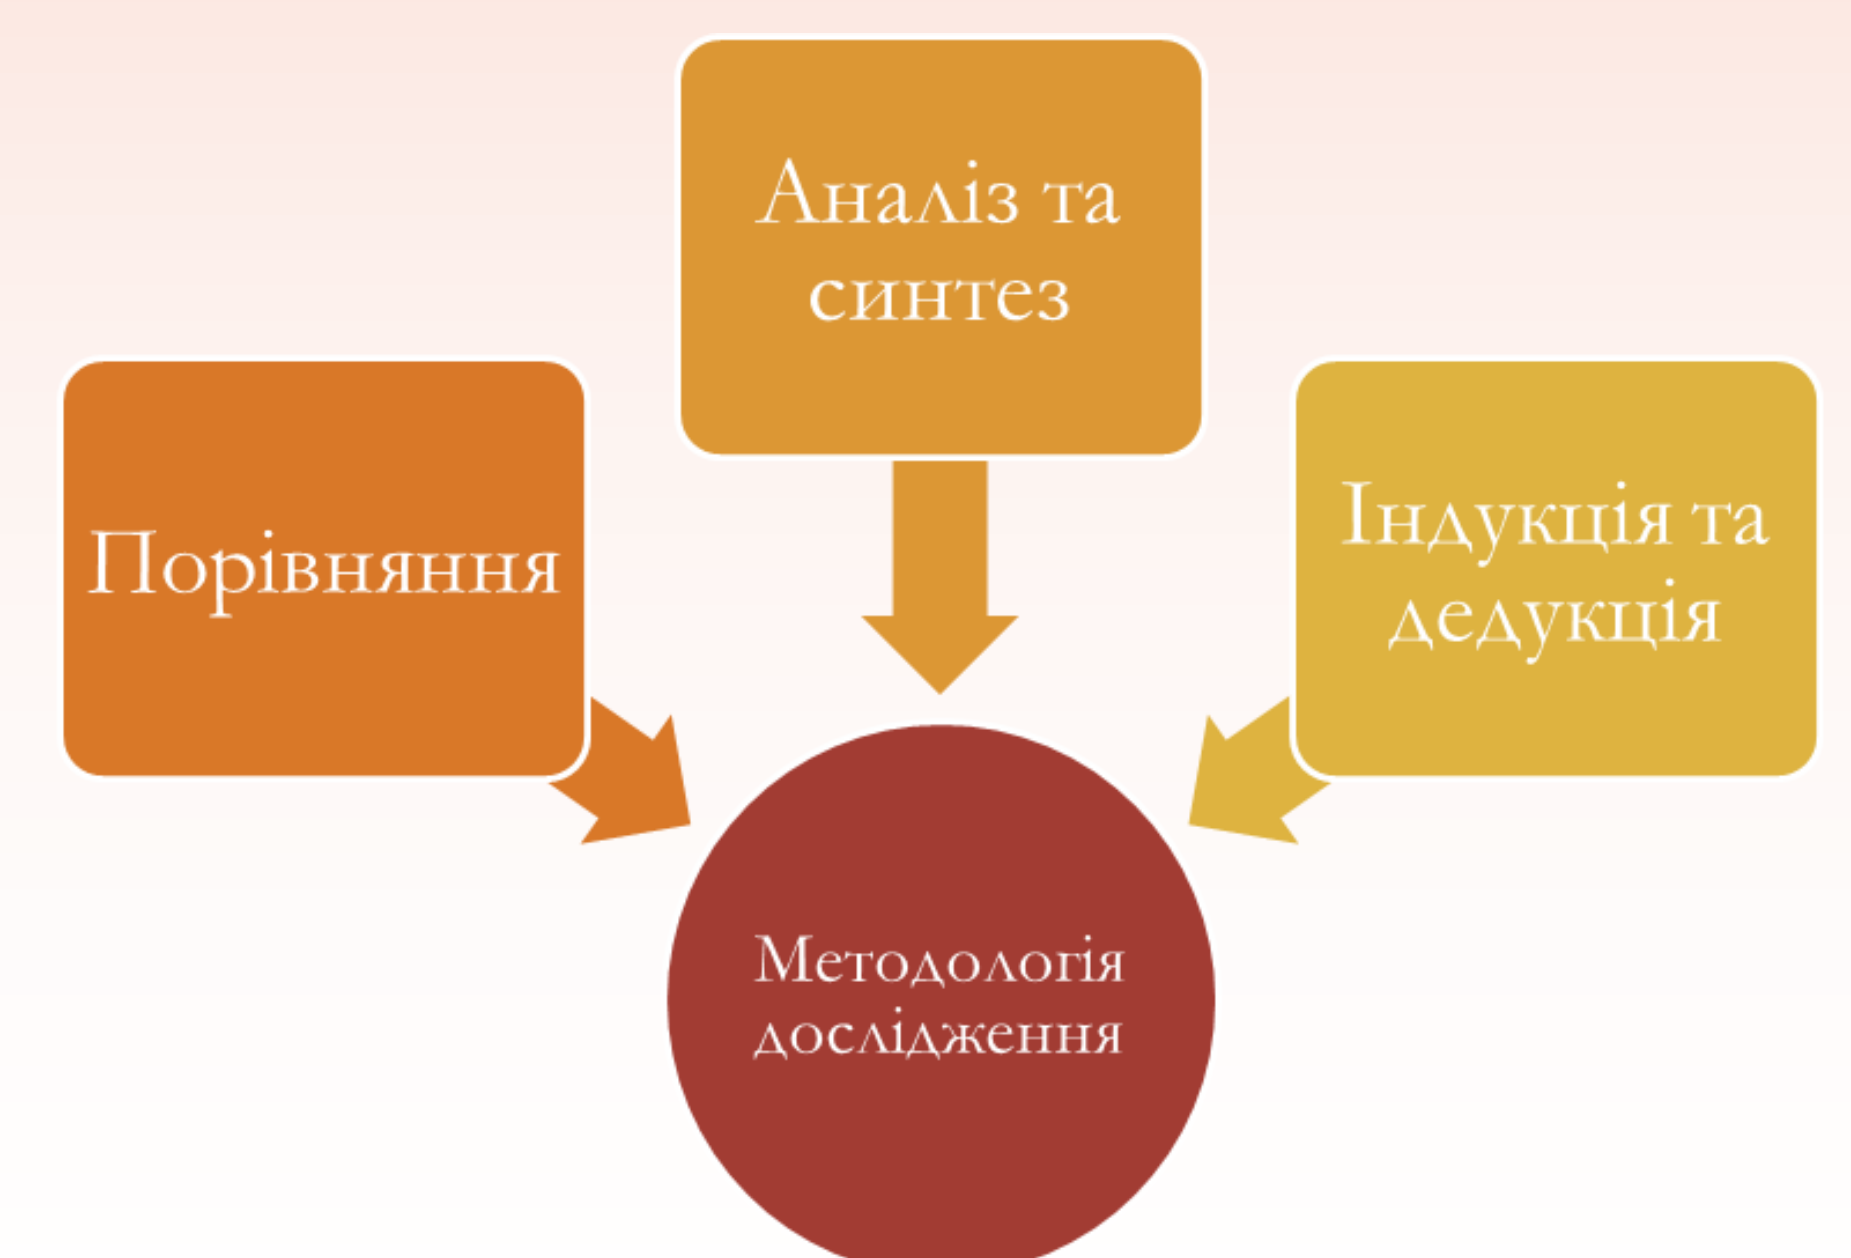 Аналіз та
синтез
Порівняння
Індукція та
дедукція
Методологія
дослідження